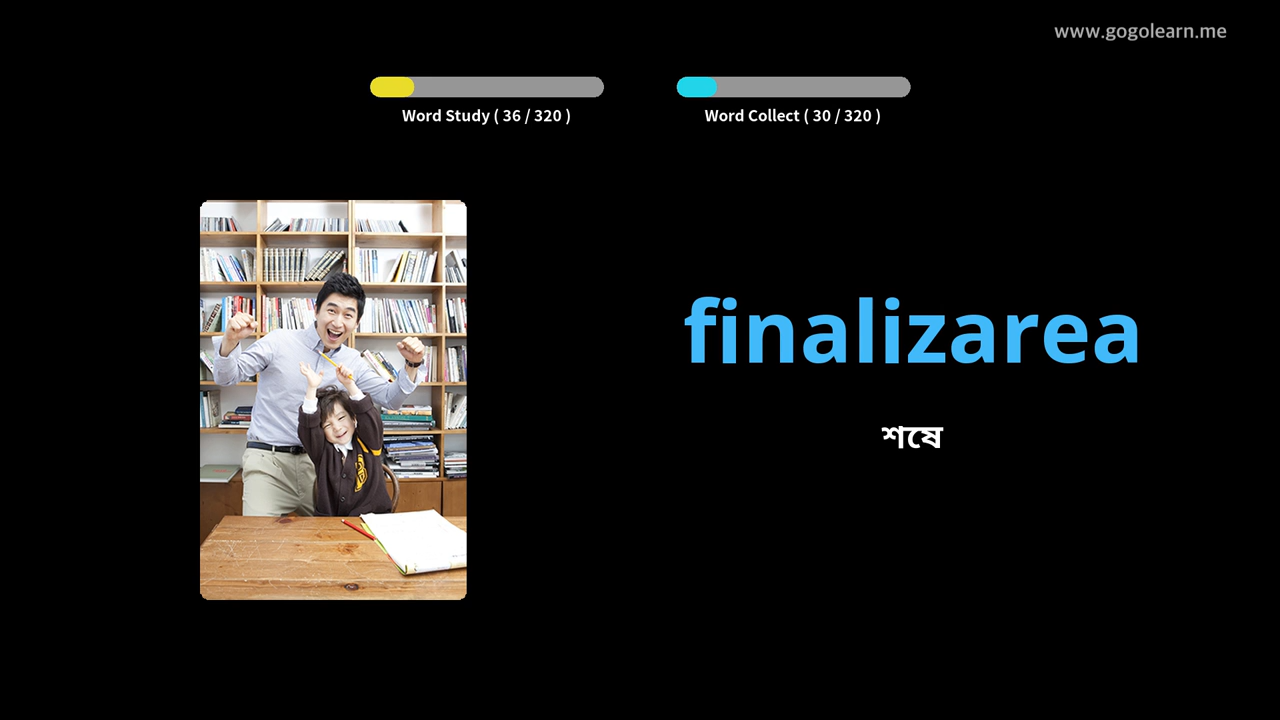 www.gogolearn.me
Word Study ( 36 / 320 )
Word Collect ( 30 / 320 )
finalizarea
শেষে